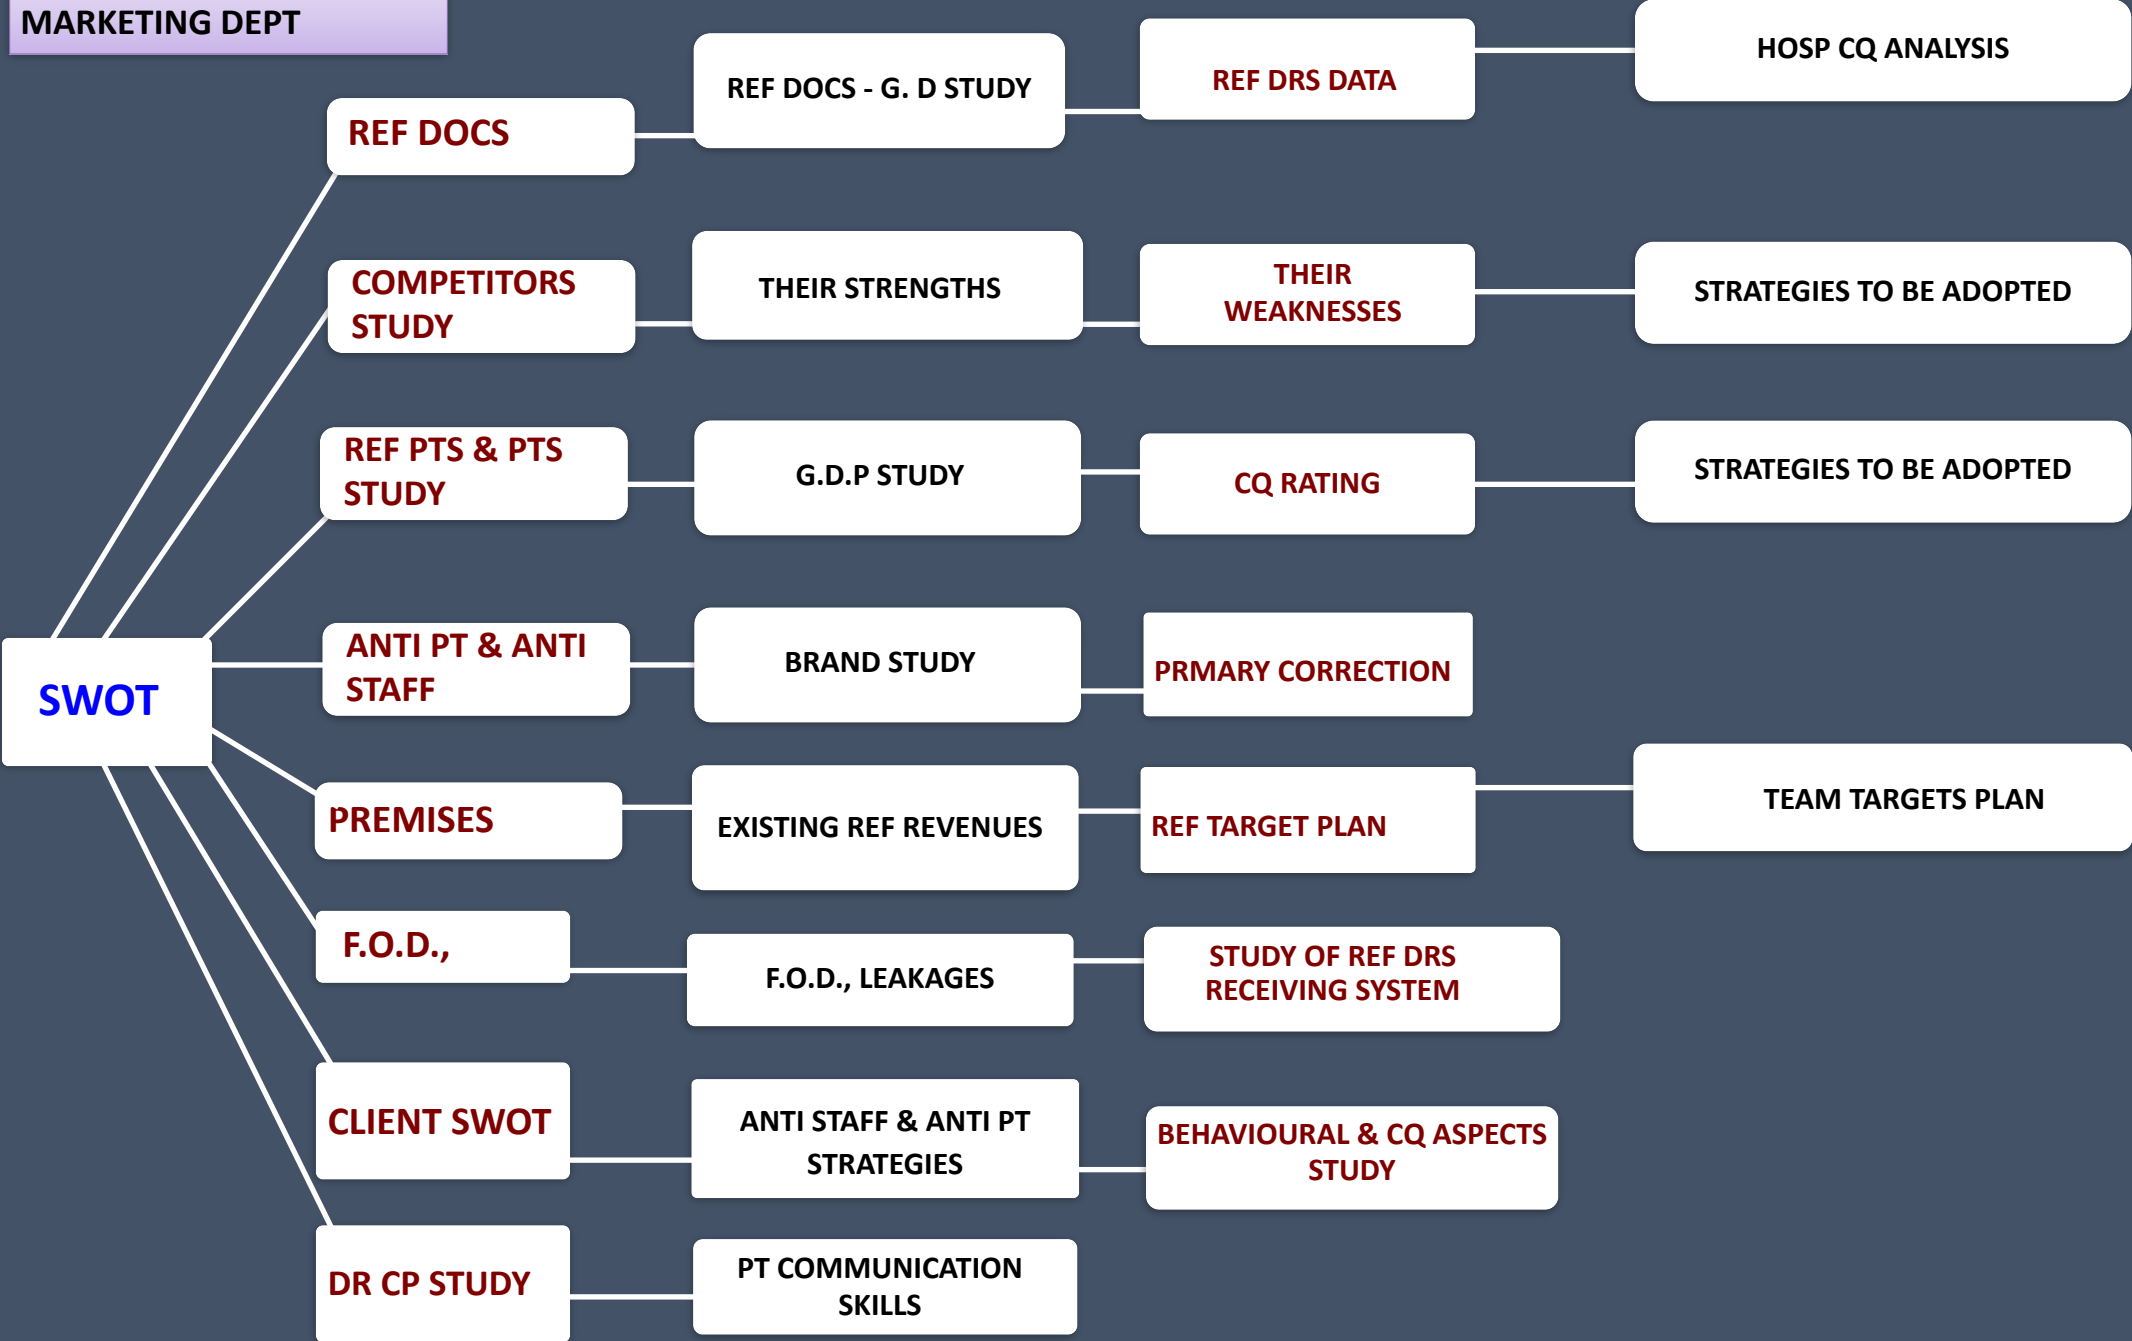 MARKETING DEPT
REF DOCS
REF DOCS - G. D STUDY
REF DRS DATA
HOSP CQ ANALYSIS
COMPETITORS
STUDY
THEIR STRENGTHS
THEIR
WEAKNESSES
STRATEGIES TO BE ADOPTED
REF PTS & PTS
STUDY
G.D.P STUDY
CQ RATING
STRATEGIES TO BE ADOPTED
SWOT
ANTI PT & ANTI
STAFF
BRAND STUDY
PRMARY CORRECTION
PREMISES
EXISTING REF REVENUES
REF TARGET PLAN
TEAM TARGETS PLAN
F.O.D.,
F.O.D., LEAKAGES
STUDY OF REF DRS
RECEIVING SYSTEM
CLIENT SWOT
ANTI STAFF & ANTI PT
STRATEGIES
BEHAVIOURAL & CQ ASPECTS
STUDY
DR CP STUDY
PT COMMUNICATION
SKILLS